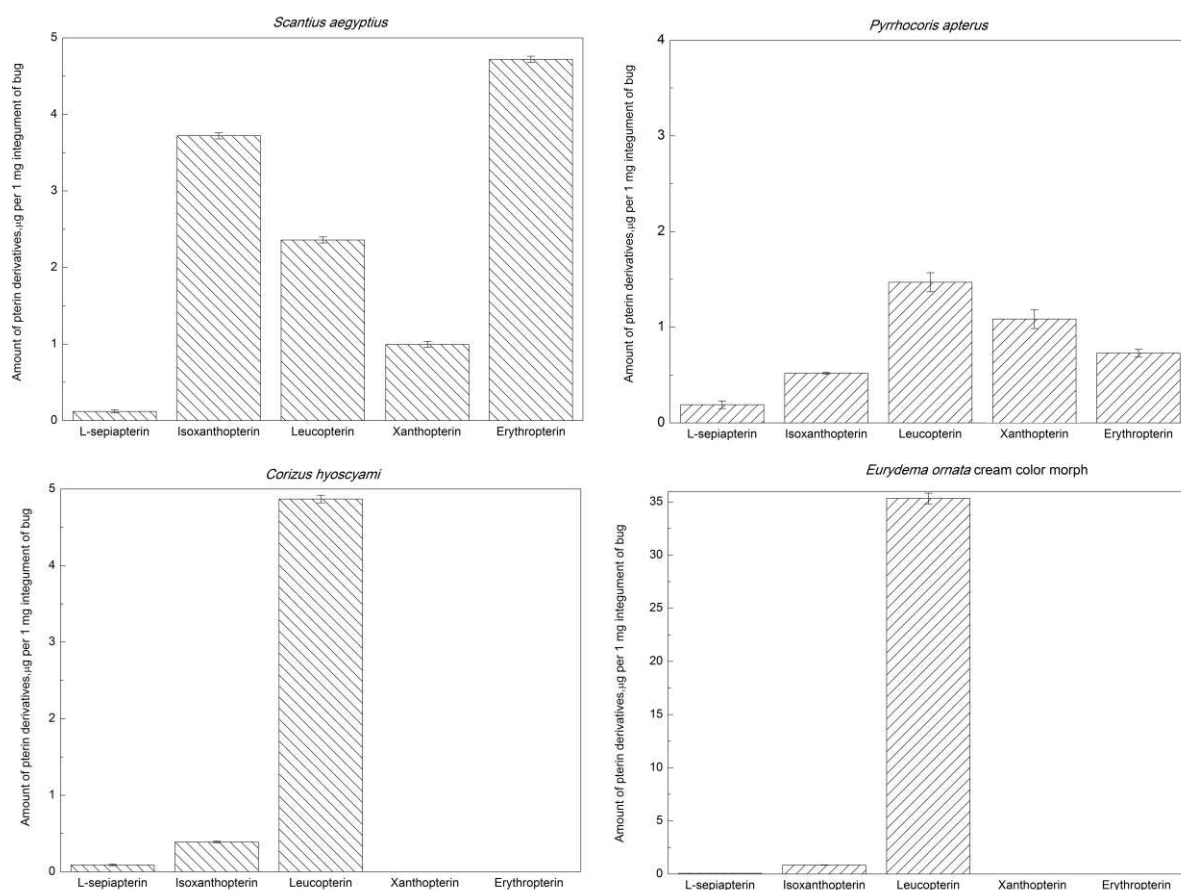 Scantius aegyptius
Amount of pterin derivatives,µg per 1 mg integument of bug
5
4
3
2
1
0
L-sepiapterin Isoxanthopterin Leucopterin Xanthopterin Erythropterin
Pyrrhocoris apterus
Amount of pterin derivatives,µg per 1 mg integument of bug
4
3
2
1
0
L-sepiapterin Isoxanthopterin Leucopterin Xanthopterin Erythropterin
Corizus hyoscyami
Amount of pterin derivatives,µg per 1 mg integument of bug
5
4
3
2
1
0
L-sepiapterin Isoxanthopterin Leucopterin Xanthopterin Erythropterin
Eurydema ornata cream color morph
Amount of pterin derivatives,µg per 1 mg integument of bug
35
30
25
20
15
10
5
0
L-sepiapterin Isoxanthopterin Leucopterin Xanthopterin Erythropterin